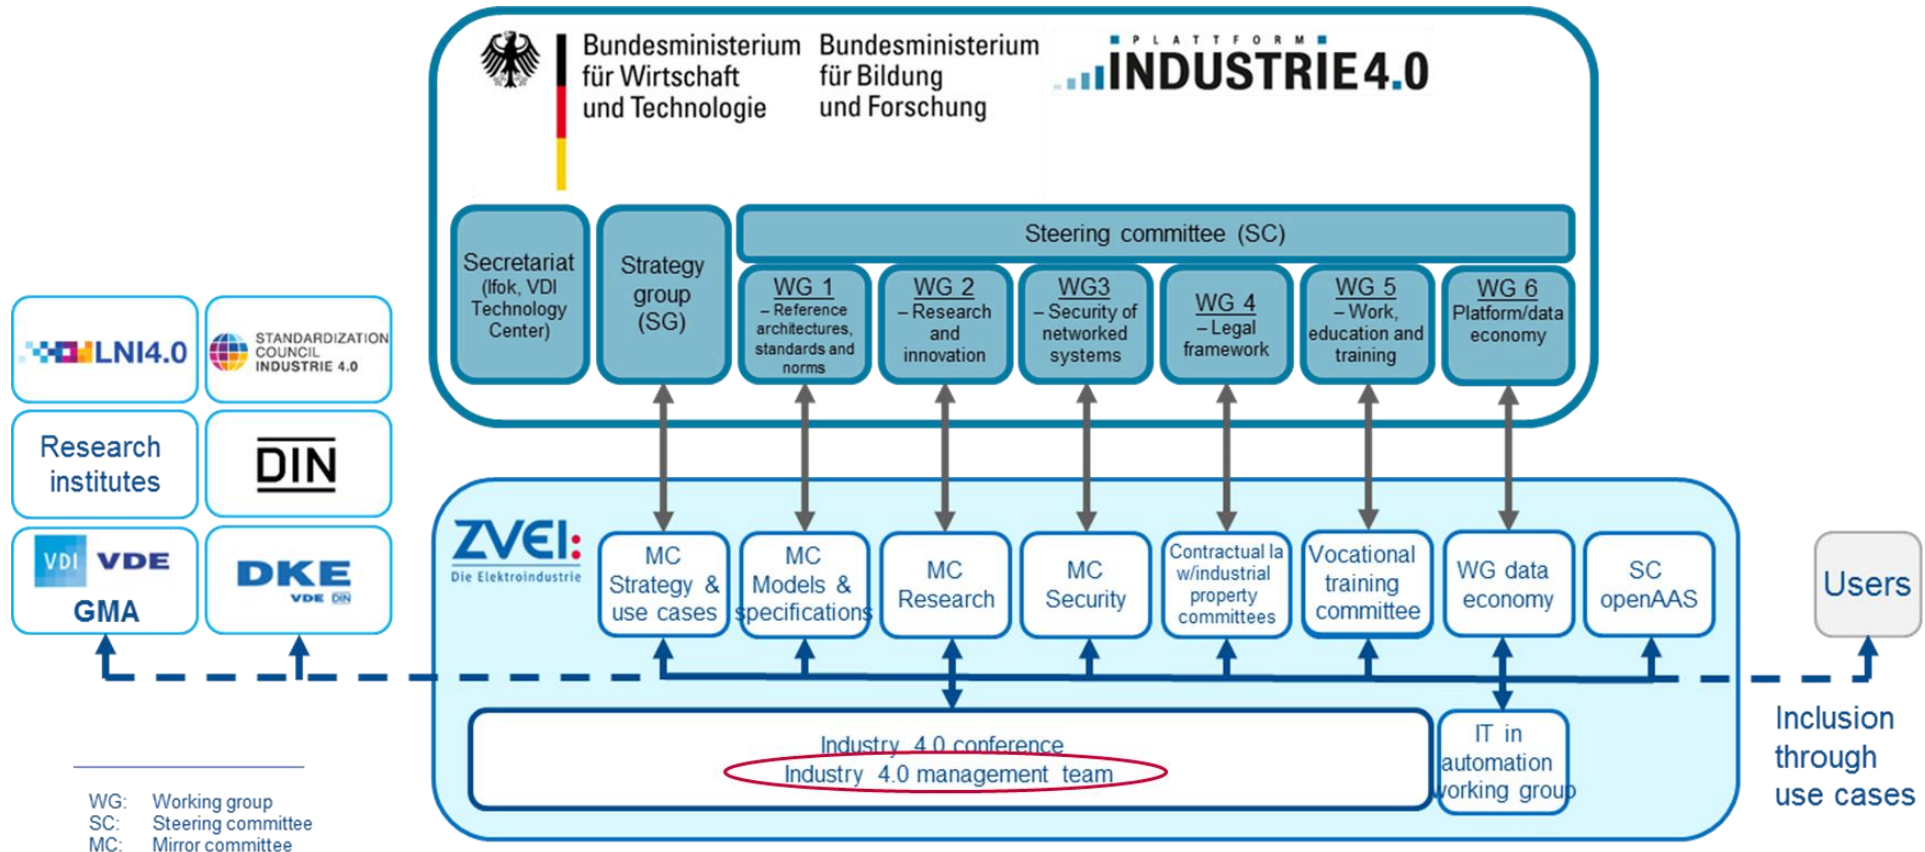 Bundesministerium
für Wirtschaft
und Technologie
Bundesministerium
für Bildung
und Forschung
PLATTFORM
INDUSTRIE4.0
Secretariat
(Ifok, VDI
Technology
Center)
Strategy
group
(SG)
Steering committee (SC)
WG 1
– Reference
architectures,
standards and
norms
WG 2
– Research
and
innovation
WG3
– Security of
networked
systems
WG 4
– Legal
framework
WG 5
– Work,
education and
training
WG 6
Platform/data
economy
LNI4.0
STANDARDIZATION
COUNCIL
INDUSTRIE 4.0
Research
institutes
DIN
VDI VDE
GMA
DKE
VDE DIN
ZVEI:
Die Elektroindustrie
MC
Strategy &
use cases
MC
Models &
specifications
MC
Research
MC
Security
Contractual la
w/industrial
property
committees
Vocational
training
committee
WG data
economy
SC
openAAS
Users
Industry 4.0 conference
Industry 4.0 management team
IT in
automation
working group
Inclusion
through
use cases
WG: Working group
SC: Steering committee
MC: Mirror committee